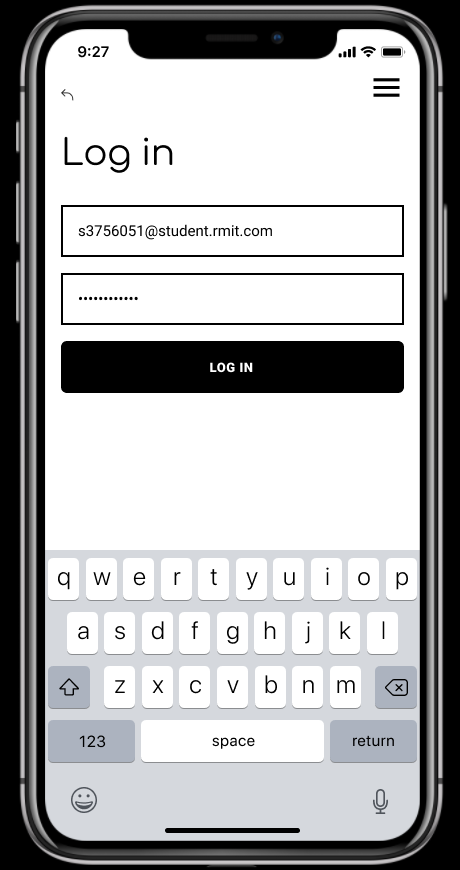 9:27
Log in
s3756051@student.rmit.com
••••••••••••
LOG IN
q w e r t y u i o p
a s d f g h j k l
z x c v b n m
123 space return